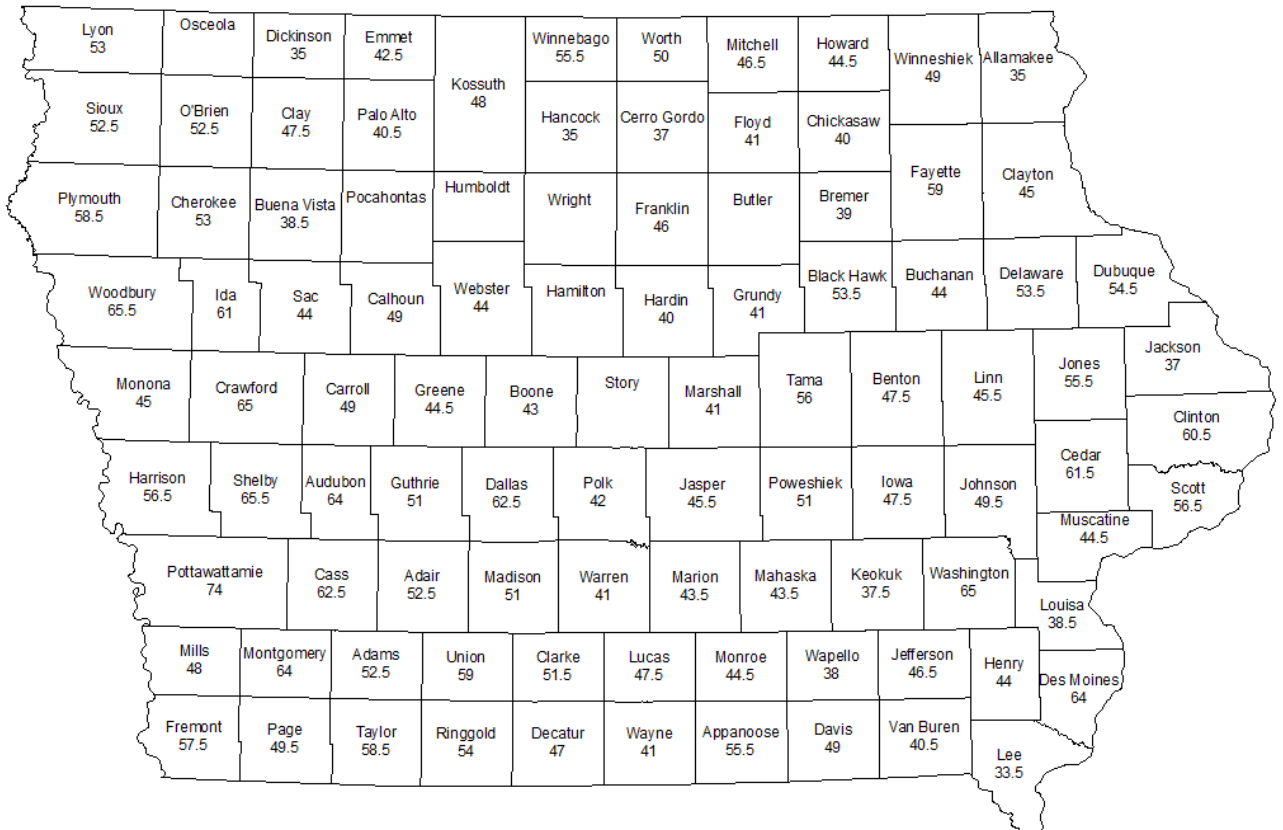 Lyon
53
Osceola
Dickinson
35
Emmet
42.5
Kossuth
48
Winnebago
55.5
Worth
50
Mitchell
46.5
Howard
44.5
Winneshiek
49
Allamakee
35
Sioux
52.5
O'Brien
52.5
Clay
47.5
Palo Alto
40.5
Hancock
35
Cerro Gordo
37
Floyd
41
Chickasaw
40
Fayette
59
Clayton
45
Plymouth
58.5
Cherokee
53
Buena Vista
38.5
Pocahontas
Humboldt
Wright
Franklin
46
Butler
Bremer
39
Woodbury
65.5
Ida
61
Sac
44
Calhoun
49
Webster
44
Hamilton
Hardin
40
Grundy
41
Black Hawk
53.5
Buchanan
44
Delaware
53.5
Dubuque
54.5
Monona
45
Crawford
65
Carroll
49
Greene
44.5
Boone
43
Story
Marshall
41
Tama
56
Benton
47.5
Linn
45.5
Jones
55.5
Jackson
37
Clinton
60.5
Harrison
56.5
Shelby
65.5
Audubon
64
Guthrie
51
Dallas
62.5
Polk
42
Jasper
45.5
Poweshiek
51
Iowa
47.5
Johnson
49.5
Cedar
61.5
Scott
56.5
Muscatine
44.5
Pottawattamie
74
Cass
62.5
Adair
52.5
Madison
51
Warren
41
Marion
43.5
Mahaska
43.5
Keokuk
37.5
Washington
65
Louisa
38.5
Mills
48
Montgomery
64
Adams
52.5
Union
59
Clarke
51.5
Lucas
47.5
Monroe
44.5
Wapello
38
Jefferson
46.5
Henry
44
Des Moines
64
Fremont
57.5
Page
49.5
Taylor
58.5
Ringgold
54
Decatur
47
Wayne
41
Appanoose
55.5
Davis
49
Van Buren
40.5
Lee
33.5